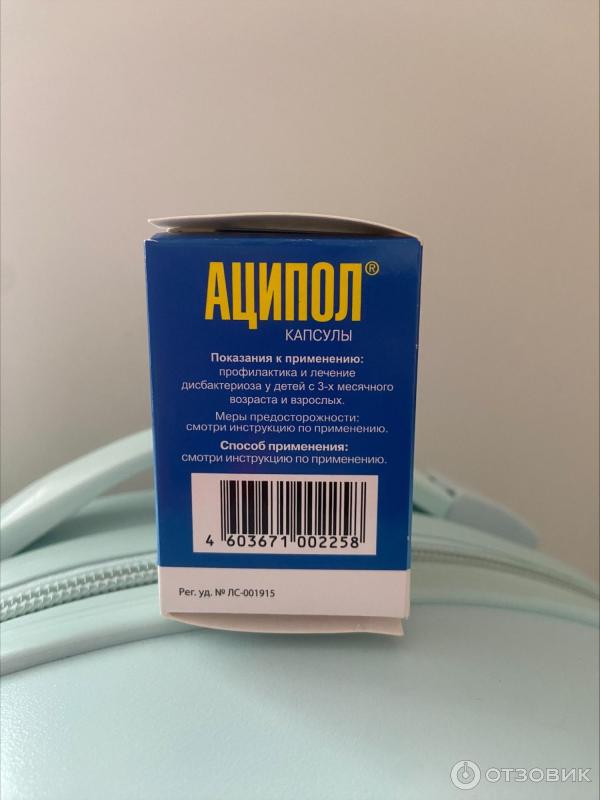 АЦИПОЛ®
КАПСУЛЫ
Показания к применению:
профилактика и лечение
дисбактериоза у детей с 3-х месячного
возраста и взрослых.
Меры предосторожности:
смотри инструкцию по применению.
Способ применения:
смотри инструкцию по применению.
4 603671 002258
Рег. уд. № ЛС-001915
ОТЗОВИК